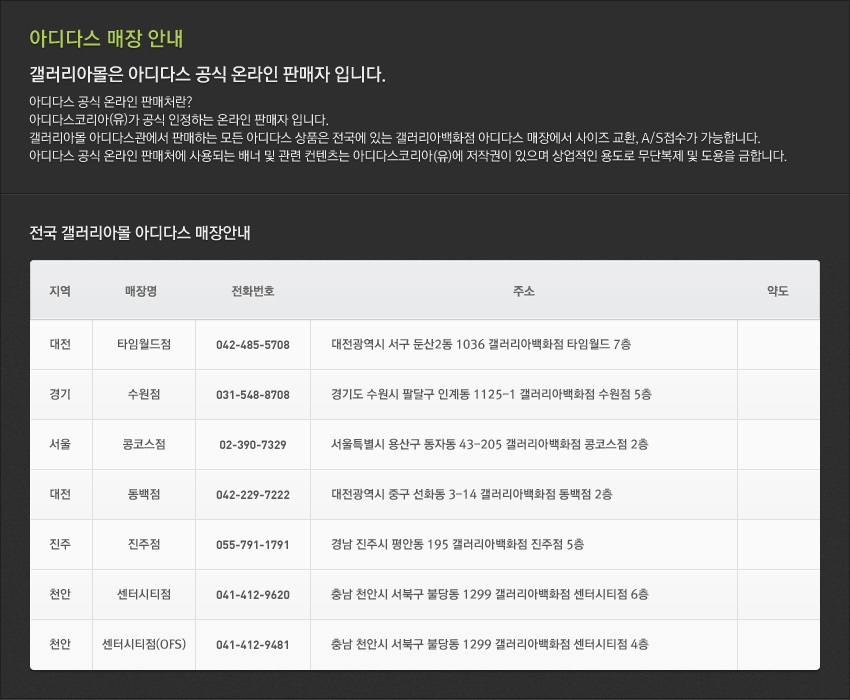 아디다스 매장 안내
갤러리아몰은 아디다스 공식 온라인 판매자 입니다.
아디다스 공식 온라인 판매처란?
아디다스코리아(유)가 공식 인정하는 온라인 판매자 입니다.
갤러리아몰 아디다스관에서 판매하는 모든 아디다스 상품은 전국에 있는 갤러리아백화점 아디다스 매장에서 사이즈 교환, A/S접수가 가능합니다.
아디다스 공식 온라인 판매처에 사용되는 배너 및 관련 컨텐츠는 아디다스코리아(유)에 저작권이 있으며 상업적인 용도로 무단복제 및 도용을 금합니다.
전국 갤러리아몰 아디다스 매장안내
지역 매장명 전화번호 주소 약도
대전 타임월드점 042-485-5708 대전광역시 서구 둔산2동 1036 갤러리아백화점 타임월드 7층
경기 수원점 031-548-8708 경기도 수원시 팔달구 인계동 1125-1 갤러리아백화점 수원점 5층
서울 콩코스점 02-390-7329 서울특별시 용산구 동자동 43-205 갤러리아백화점 콩코스점 2층
대전 동백점 042-229-7222 대전광역시 중구 선화동 3-14 갤러리아백화점 동백점 2층
진주 진주점 055-791-1791 경남 진주시 평안동 195 갤러리아백화점 진주점 5층
천안 센터시티점 041-412-9620 충남 천안시 서북구 불당동 1299 갤러리아백화점 센터시티점 6층
천안 센터시티점(OFS) 041-412-9481 충남 천안시 서북구 불당동 1299 갤러리아백화점 센터시티점 4층